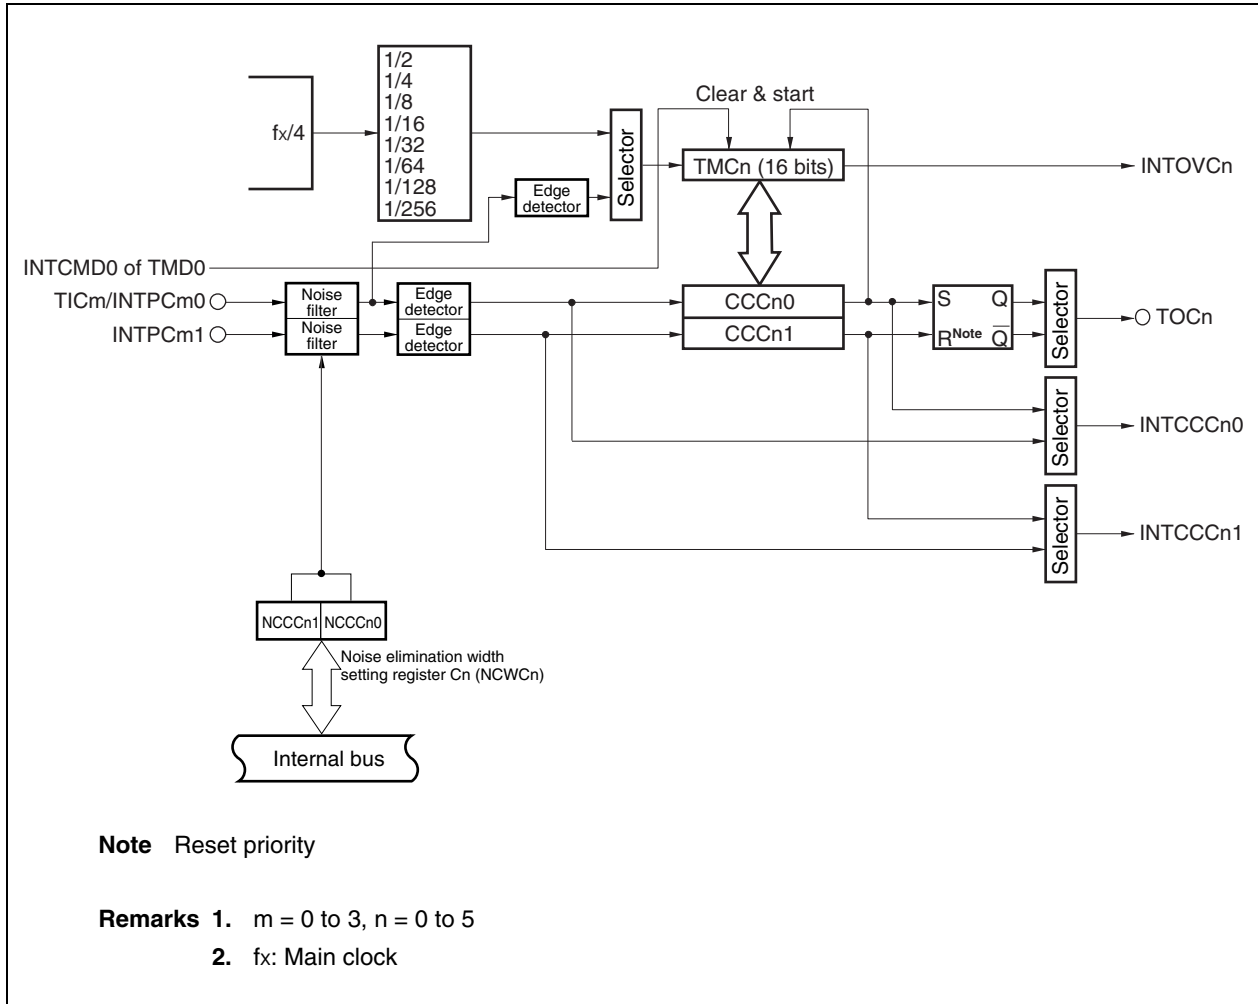 1/2
1/4
1/8
1/16
1/32
1/64
1/128
1/256
fx/4
Clear & start
Selector
TMCn (16 bits)
INTOVCn
Edge
detector
INTCMD0 of TMD0
TICm/INTPCm0
Noise
filter
Edge
detector
CCCn0
S Q
Selector
TOCn
INTPCm1
Noise
filter
Edge
detector
CCCn1
RNote Q
Selector
INTCCCn0
Selector
INTCCCn1
NCCCn1 NCCCn0
Noise elimination width
setting register Cn (NCWCn)
Internal bus
Note Reset priority
Remarks 1. m = 0 to 3, n = 0 to 5
2. fx: Main clock